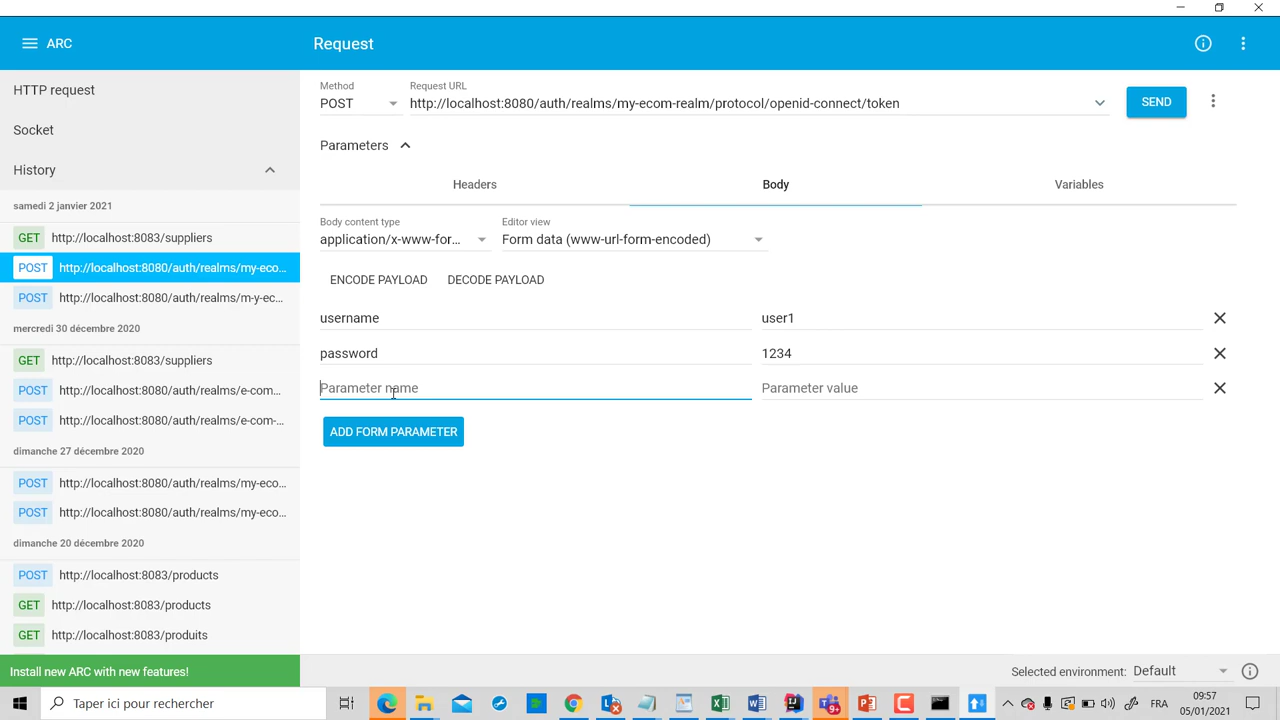 ARC
Request
HTTP request
Socket
History
samedi 2 janvier 2021
GET http://localhost:8083/suppliers
POST http://localhost:8080/auth/realms/my-eco...
POST http://localhost:8080/auth/realms/m-y-ec...
mercredi 30 décembre 2020
GET http://localhost:8083/suppliers
POST http://localhost:8080/auth/realms/e-com...
POST http://localhost:8080/auth/realms/e-com-...
dimanche 27 décembre 2020
POST http://localhost:8080/auth/realms/my-eco...
POST http://localhost:8080/auth/realms/my-eco...
dimanche 20 décembre 2020
POST http://localhost:8083/products
GET http://localhost:8083/products
GET http://localhost:8083/produits
Install new ARC with new features!
Method
Request URL
POST
http://localhost:8080/auth/realms/my-ecom-realm/protocol/openid-connect/token
SEND
Parameters
Headers
Body
Variables
Body content type
Editor view
application/x-www-for...
Form data (www-url-form-encoded)
ENCODE PAYLOAD
DECODE PAYLOAD
username
user1
password
1234
Parameter name
Parameter value
ADD FORM PARAMETER
Selected environment: Default
Taper ici pour rechercher
9+
FRA
09:57
05/01/2021